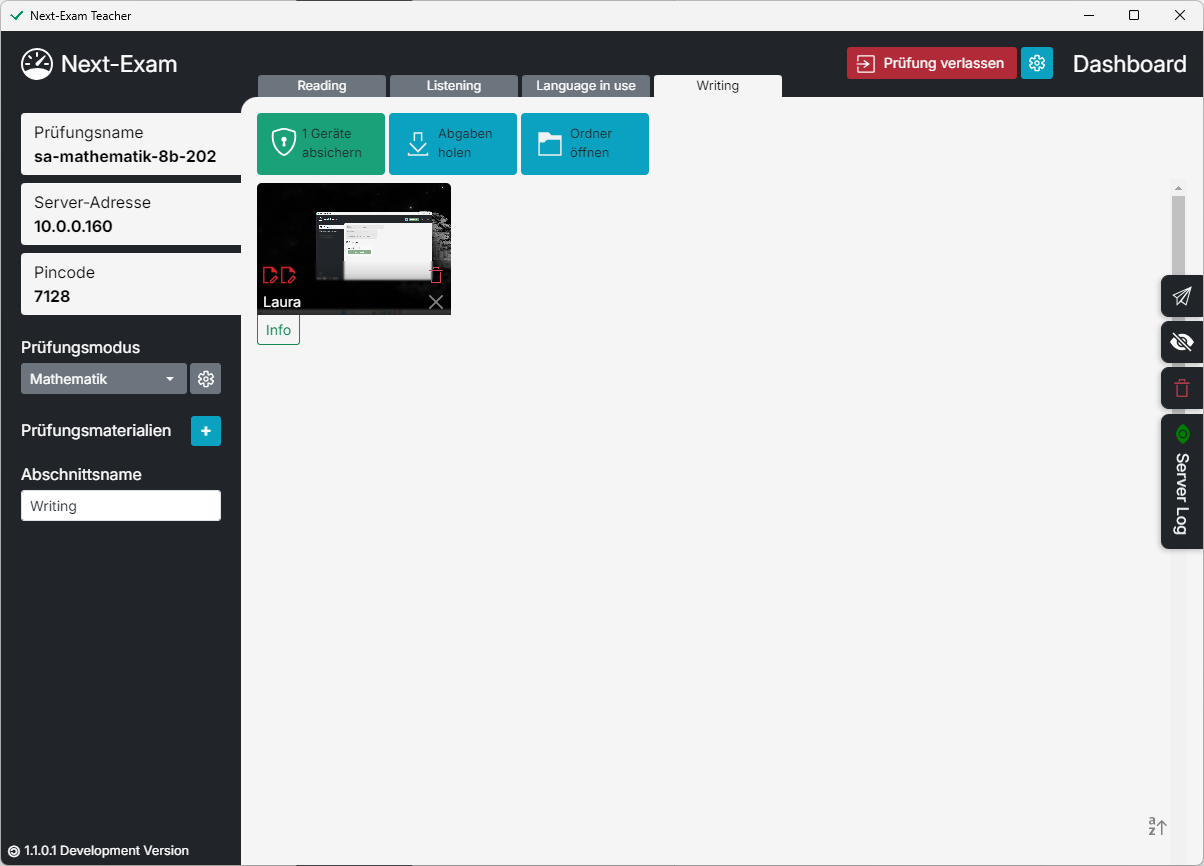 Next-Exam Teacher
Next-Exam
Prüfung verlassen
Dashboard
Reading
Listening
Language in use
Writing
Prüfungsname
sa-mathematik-8b-202
Server-Adresse
10.0.0.160
Pincode
7128
Prüfungsmodus
Mathematik
Prüfungsmaterialien
+
Abschnittsname
Writing
1.1.0.1 Development Version
1 Geräte
absichern
Abgaben
holen
Ordner
öffnen
Laura
Info
Server Log
a
z